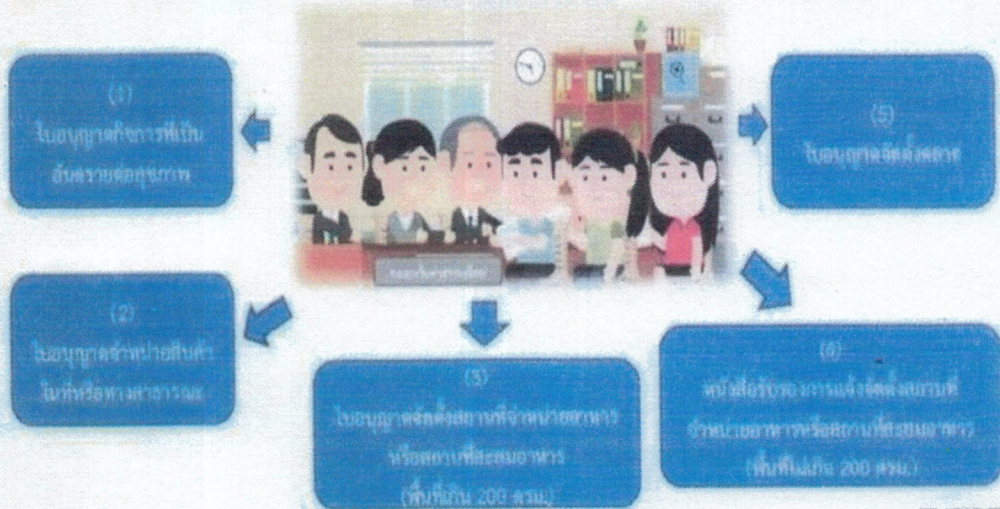 (1)
ใบอนุญาตกิจการที่เป็น
อันตรายต่อสุขภาพ
(2)
ใบอนุญาตจำหน่ายสินค้า
ในที่หรือทางสาธารณะ
(3)
ใบอนุญาตจัดตั้งสถานที่จำหน่ายอาหาร
หรือสถานที่สะสมอาหาร
(พื้นที่เกิน 200 ตรม.)
(4)
หนังสือรับรองการแจ้งจัดตั้งสถานที่
จำหน่ายอาหารหรือสถานที่สะสมอาหาร
(พื้นที่ไม่เกิน 200 ตรม.)
(5)
ใบอนุญาตจัดตั้งตลาด